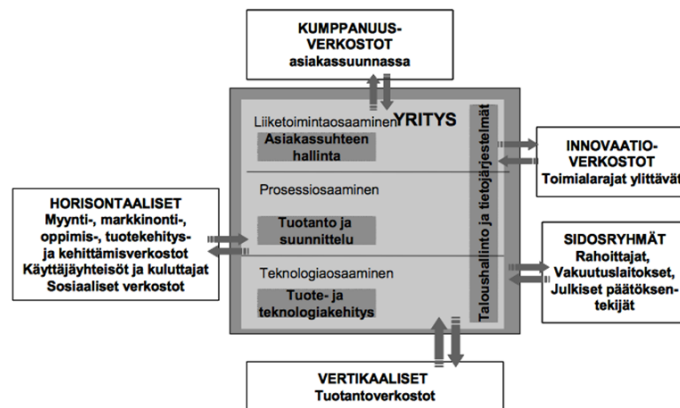 KUMPPANUUS-
VERKOSTOT
asiakassuunnassa
Liiketoimintaosaaminen
YRITYS
Asiakassuhteen
hallinta
Prosessiosaaminen
Tuotanto ja
suunnittelu
Teknologiaosaaminen
Tuote- ja
teknologiakehitys
Taloushallinto ja tietojärjestelmät
INNOVAATIO-
VERKOSTOT
Toimialarajat ylittävät
HORISONTAALISET
Myynti-, markkinonti-,
oppimis-, tuotekehitys-
ja kehittämisverkostot
Käyttäjäyhteisöt ja kuluttajat
Sosiaaliset verkostot
SIDOSRYHMÄT
Rahoittajat,
Vakuutuslaitokset,
Julkiset päätöksen-
tekijät
VERTIKAALISET
Tuotantoverkostot